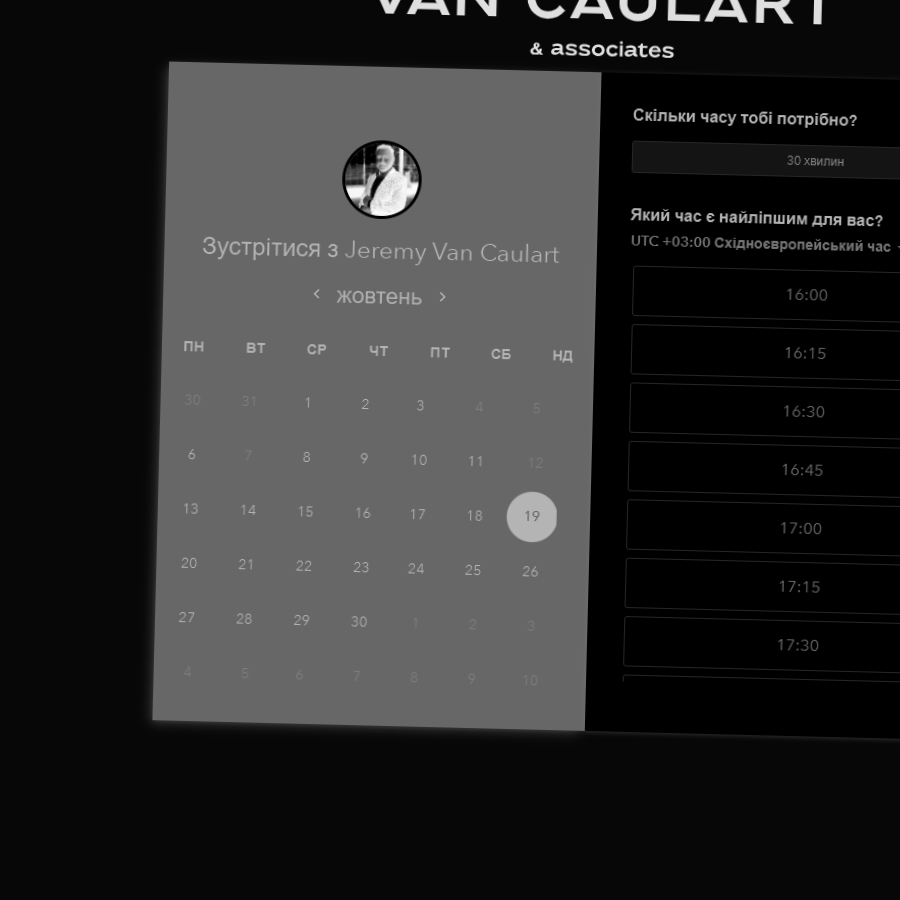 VAN CAULART
& associates
Зустрітися з Jeremy Van Caulart
жовтень
ПН ВТ СР ЧТ ПТ СБ НД
30 31 1 2 3 4 5
6 7 8 9 10 11 12
13 14 15 16 17 18 19
20 21 22 23 24 25 26
27 28 29 30 1 2 3
4 5 6 7 8 9 10
Скільки часу тобі потрібно?
30 хвилин
Який час є найліпшим для вас?
UTC +03:00 Східноєвропейський час
16:00
16:15
16:30
16:45
17:00
17:15
17:30